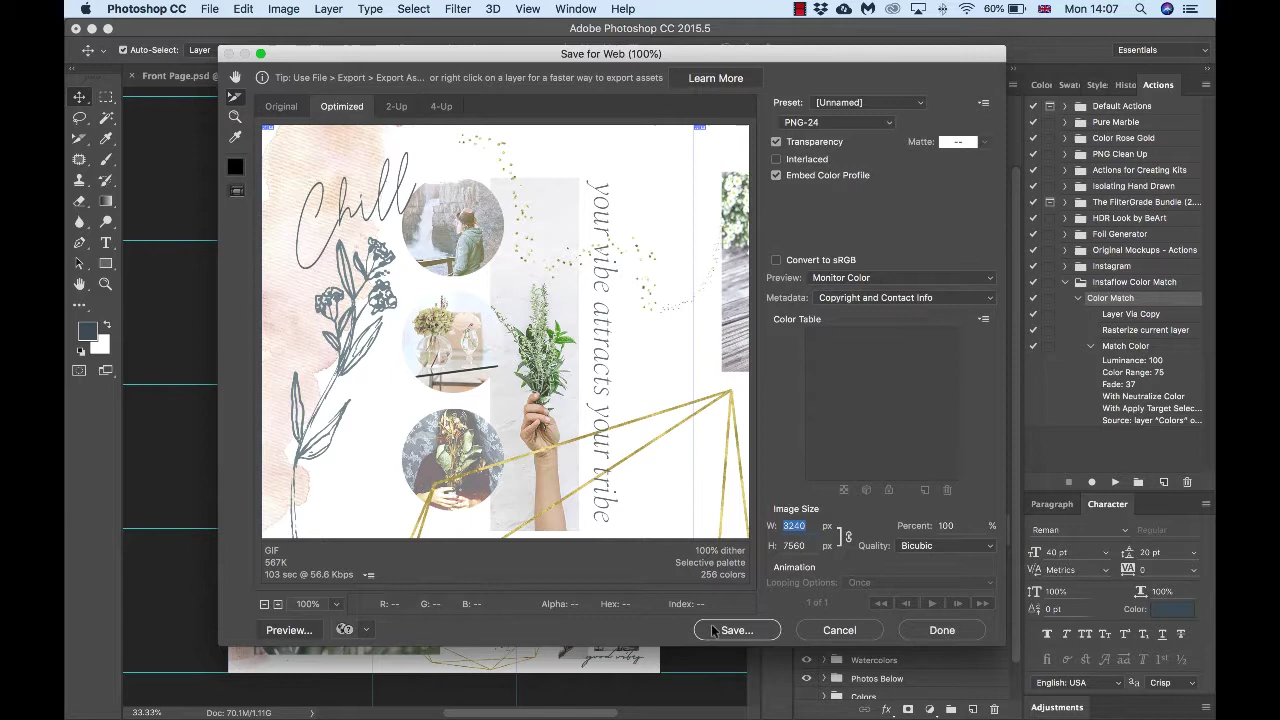 Photoshop CC File Edit Image Layer Type Select Filter 3D View Window Help 60% Mon 14:07
Adobe Photoshop CC 2015.5
Auto-Select: Layer Essentials
Front Page.psd @
Save for Web (100%)
Tip: Use File > Export > Export As... or right click on a layer for a faster way to export assets
Learn More
Original Optimized 2-Up 4-Up
Chill
your vibe attracts your tribe
GIF
567K
103 sec @ 56.6 Kbps
100% dither
Selective palette
256 colors
100% R: -- G: -- B: -- Alpha: -- Hex: -- Index: --
Preview...
Save... Cancel Done
Preset: [Unnamed]
PNG-24
Transparency Matte: --
Interlaced
Embed Color Profile
Convert to sRGB
Preview: Monitor Color
Metadata: Copyright and Contact Info
Color Table
Image Size
W: 3240 px Percent: 100 %
H: 7560 px Quality: Bicubic
Animation
Looping Options: Once
1 of 1
good vibes
33.33% Doc: 70.1M/1.11G
Color Swat Style: Histo Actions
Default Actions
Pure Marble
Color Rose Gold
PNG Clean Up
Actions for Creating Kits
Isolating Hand Drawn
The FilterGrade Bundle (2....
HDR Look by BeArt
Foil Generator
Original Mockups - Actions
Instagram
Instaflow Color Match
Color Match
Layer Via Copy
Rasterize current layer
Match Color
Luminance: 100
Color Range: 75
Fade: 37
With Neutralize Color
With Apply Target Selec...
Source: layer “Colors” o...
Paragraph Character
Reman Regular
40 pt 20 pt
Metrics 0
100% 100%
0 pt Color:
English: USA Crisp
Adjustments
Watercolors
Photos Below
Colors